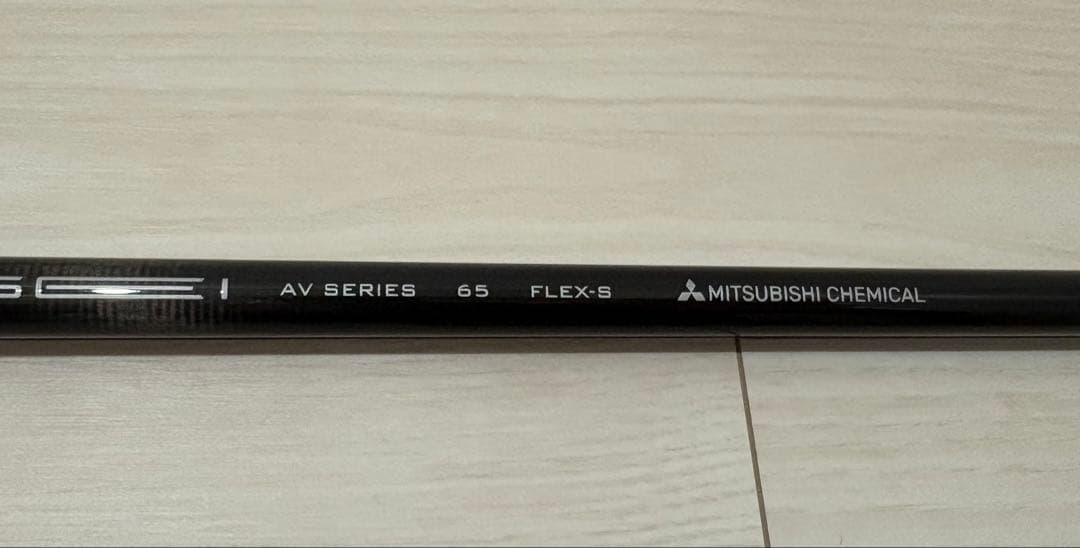 AV SERIES 65 FLEX-S MITSUBISHI CHEMICAL